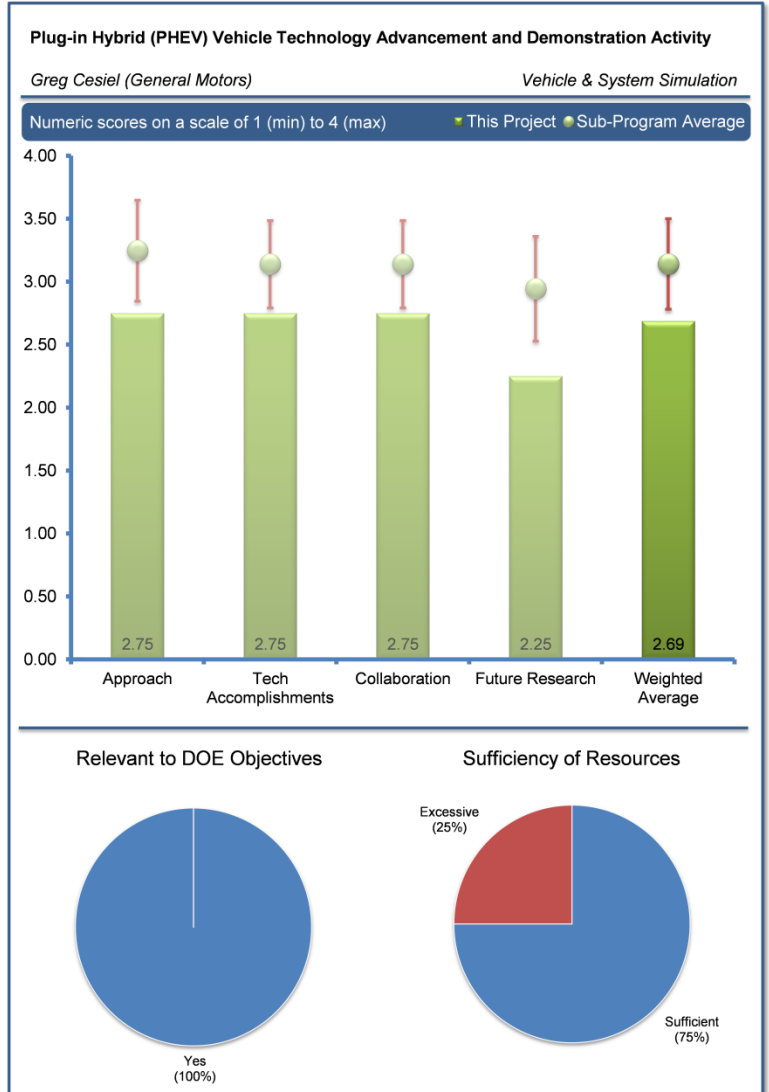 Plug-in Hybrid (PHEV) Vehicle Technology Advancement and Demonstration Activity
Greg Cesiel (General Motors) Vehicle & System Simulation
Numeric scores on a scale of 1 (min) to 4 (max) This Project Sub-Program Average
4.00
3.50
3.00
2.50
2.00
1.50
1.00
0.50
0.00
2.75 2.75 2.75 2.25 2.69
Approach Tech Collaboration Future Research Weighted
Accomplishments Average
Relevant to DOE Objectives Sufficiency of Resources
Excessive
(25%)
Sufficient
(75%)
Yes
(100%)